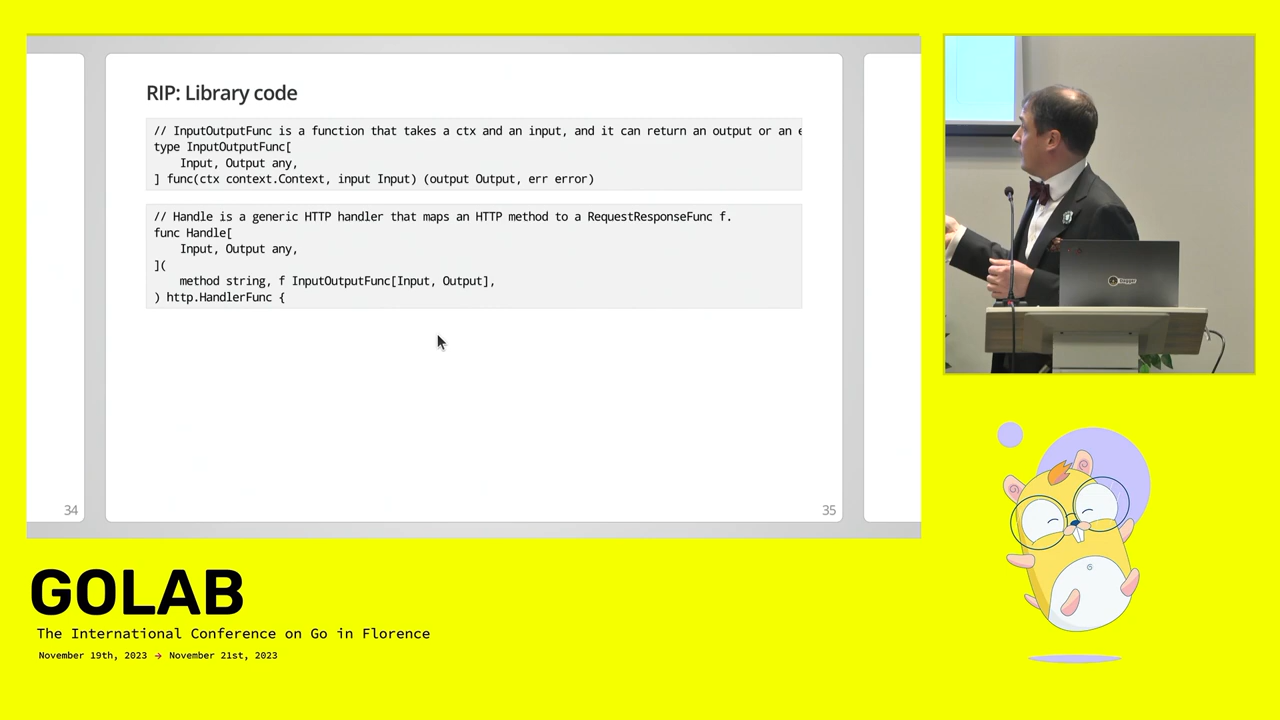 RIP: Library code
// InputOutputFunc is a function that takes a ctx and an input, and it can return an output or an e
type InputOutputFunc[
Input, Output any,
] func(ctx context.Context, input Input) (output Output, err error)
// Handle is a generic HTTP handler that maps an HTTP method to a RequestResponseFunc f.
func Handle[
Input, Output any,
](
method string, f InputOutputFunc[Input, Output],
) http.HandlerFunc {
34
35
GOLAB
The International Conference on Go in Florence
November 19th, 2023 → November 21st, 2023